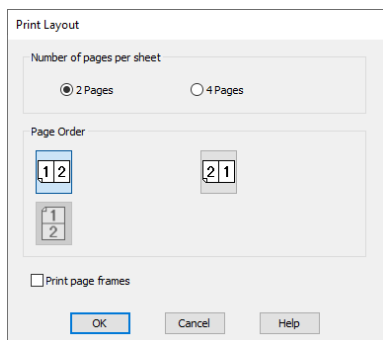 Print Layout
Number of pages per sheet
2 Pages 4 Pages
Page Order
1 2 2 1
1
2
Print page frames
OK Cancel Help